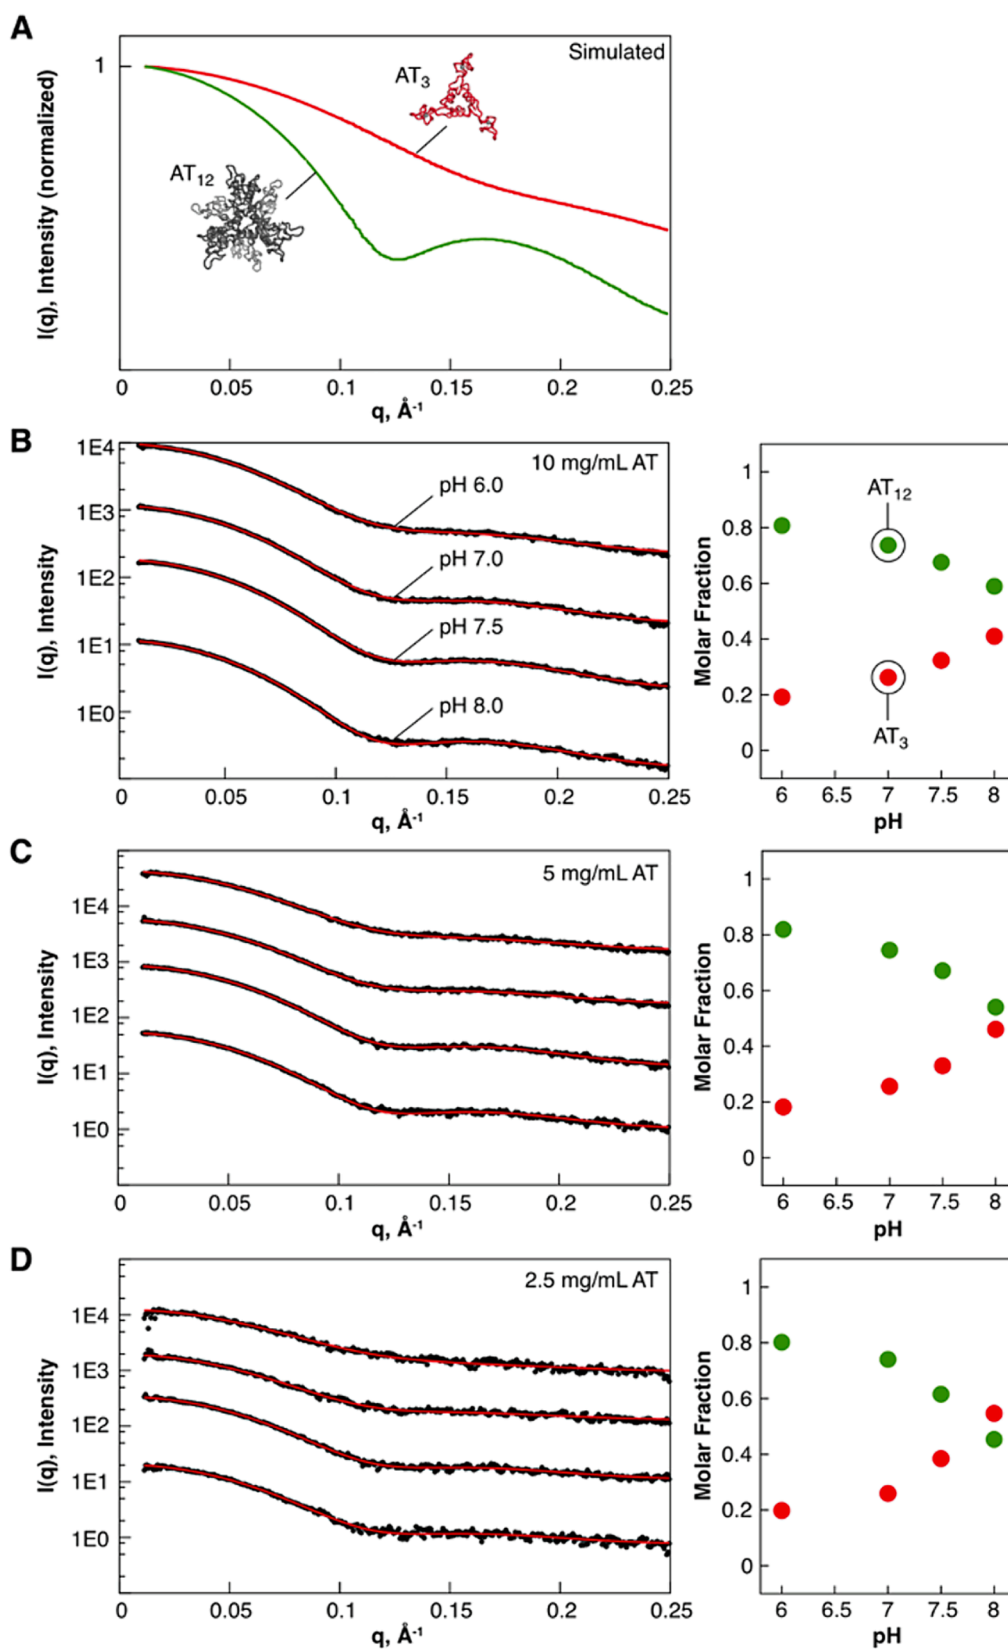 A
Simulated
1
AT3
AT12
I(q), Intensity (normalized)
0 0.05 0.1 0.15 0.2 0.25
q, Å-1
B
10 mg/mL AT
1E4
1E3
1E2
1E1
1E0
I(q), Intensity
pH 6.0
pH 7.0
pH 7.5
pH 8.0
0 0.05 0.1 0.15 0.2 0.25
q, Å-1
1
0.8
0.6
0.4
0.2
0
Molar Fraction
AT12
AT3
6 6.5 7 7.5 8
pH
C
5 mg/mL AT
1E4
1E3
1E2
1E1
1E0
I(q), Intensity
0 0.05 0.1 0.15 0.2 0.25
q, Å-1
1
0.8
0.6
0.4
0.2
0
Molar Fraction
6 6.5 7 7.5 8
pH
D
2.5 mg/mL AT
1E4
1E3
1E2
1E1
1E0
I(q), Intensity
0 0.05 0.1 0.15 0.2 0.25
q, Å-1
1
0.8
0.6
0.4
0.2
0
Molar Fraction
6 6.5 7 7.5 8
pH